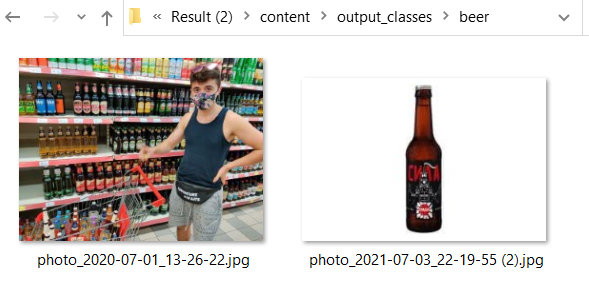 « Result (2) > content > output_classes > beer
photo_2020-07-01_13-26-22.jpg
photo_2021-07-03_22-19-55 (2).jpg